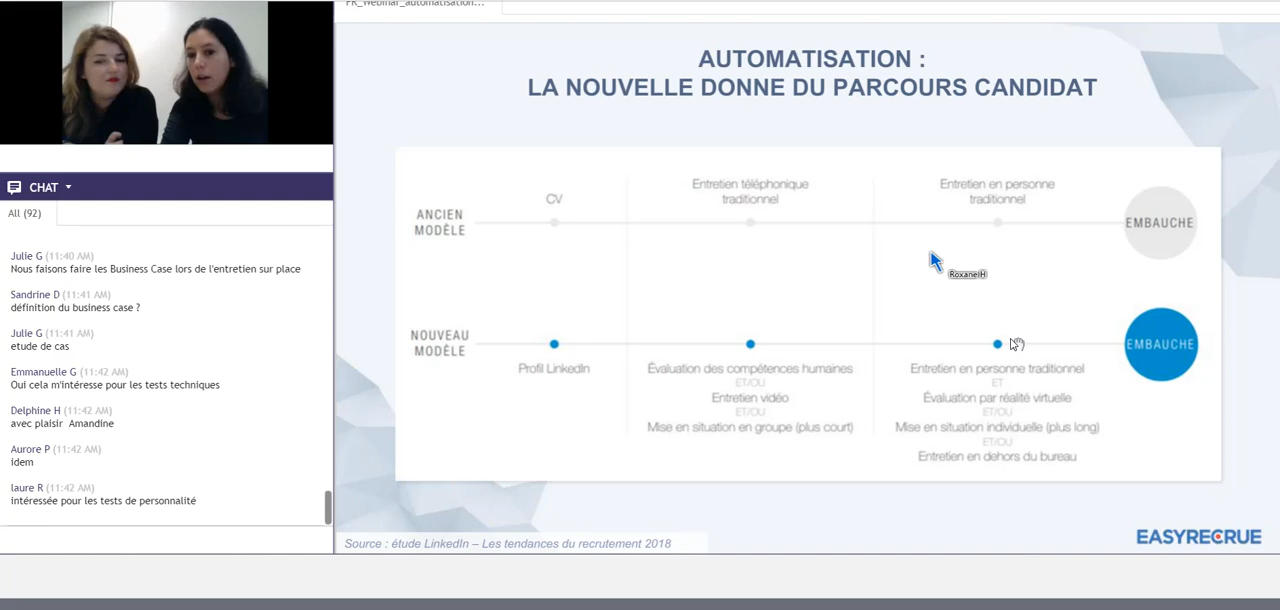 FR_Webinar_automatisation...
AUTOMATISATION :
LA NOUVELLE DONNE DU PARCOURS CANDIDAT
CHAT
All (92)
Julie G (11:40 AM)
Nous faisons faire les Business Case lors de l'entretien sur place
Sandrine D (11:41 AM)
définition du business case ?
Julie G (11:41 AM)
etude de cas
Emmanuelle G (11:42 AM)
Oui cela m'intéresse pour les tests techniques
Delphine H (11:42 AM)
avec plaisir Amandine
Aurore P (11:42 AM)
idem
laure R (11:42 AM)
intéressée pour les tests de personnalité
ANCIEN
MODÈLE
CV
Entretien téléphonique
traditionnel
Entretien en personne
traditionnel
EMBAUCHE
RoxaneIH
NOUVEAU
MODÈLE
Profil LinkedIn
Évaluation des compétences humaines
ET/OU
Entretien vidéo
ET/OU
Mise en situation en groupe (plus court)
Entretien en personne traditionnel
ET
Évaluation par réalité virtuelle
ET/OU
Mise en situation individuelle (plus long)
ET/OU
Entretien en dehors du bureau
EMBAUCHE
Source : étude LinkedIn – Les tendances du recrutement 2018
EASYRECRUE